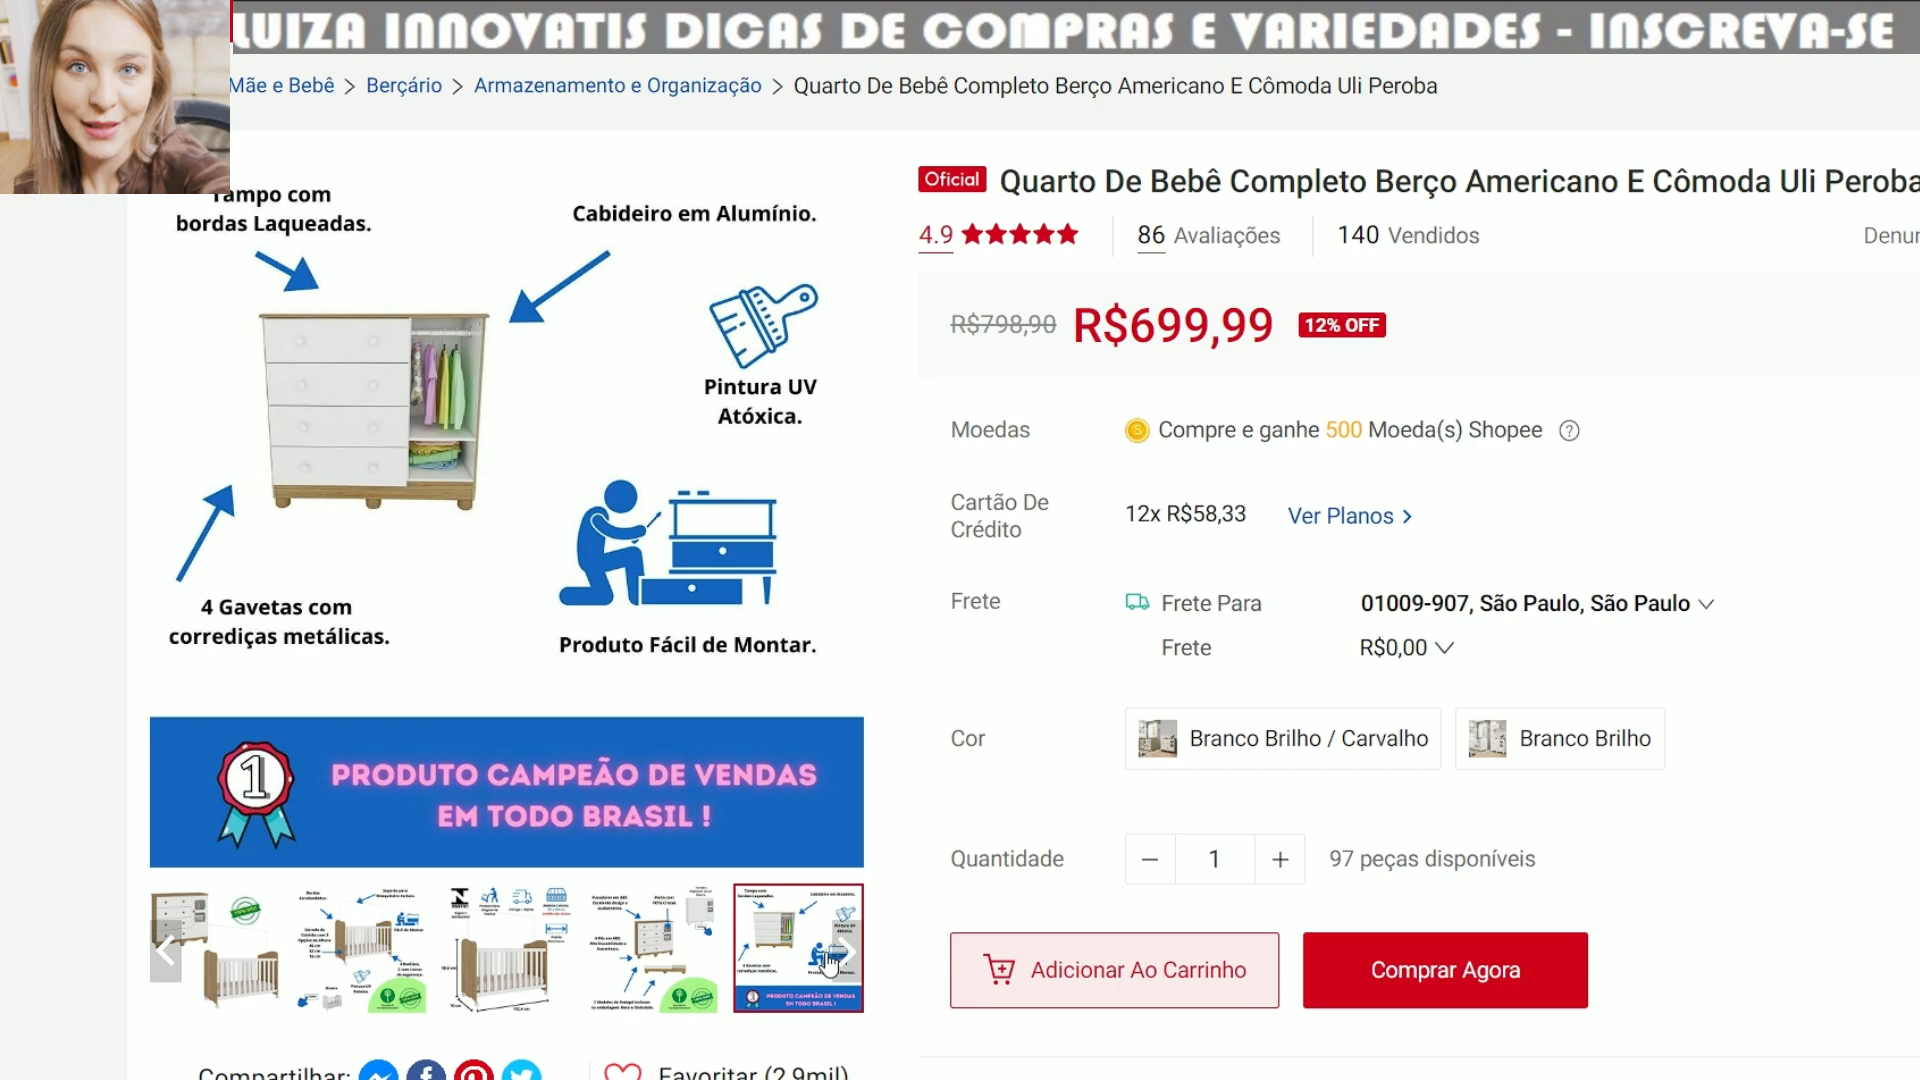 LUIZA INNOVATIS DICAS DE COMPRAS E VARIEDADES - INSCREVA-SE
Mãe e Bebê > Berçário > Armazenamento e Organização > Quarto De Bebê Completo Berço Americano E Cômoda Uli Peroba
Tampo com
bordas Laqueadas.
Cabideiro em Alumínio.
Pintura UV
Atóxica.
4 Gavetas com
corrediças metálicas.
Produto Fácil de Montar.
1
PRODUTO CAMPEÃO DE VENDAS
EM TODO BRASIL !
Compartilhar:
Favoritar (2,9mil)
Oficial Quarto De Bebê Completo Berço Americano E Cômoda Uli Peroba
4.9
86 Avaliações
140 Vendidos
Denun
R$798,90 R$699,99 12% OFF
Moedas
Compre e ganhe 500 Moeda(s) Shopee ?
Cartão De
Crédito
12x R$58,33 Ver Planos >
Frete
Frete Para 01009-907, São Paulo, São Paulo
Frete R$0,00
Cor
Branco Brilho / Carvalho
Branco Brilho
Quantidade
− 1 +
97 peças disponíveis
Adicionar Ao Carrinho
Comprar Agora